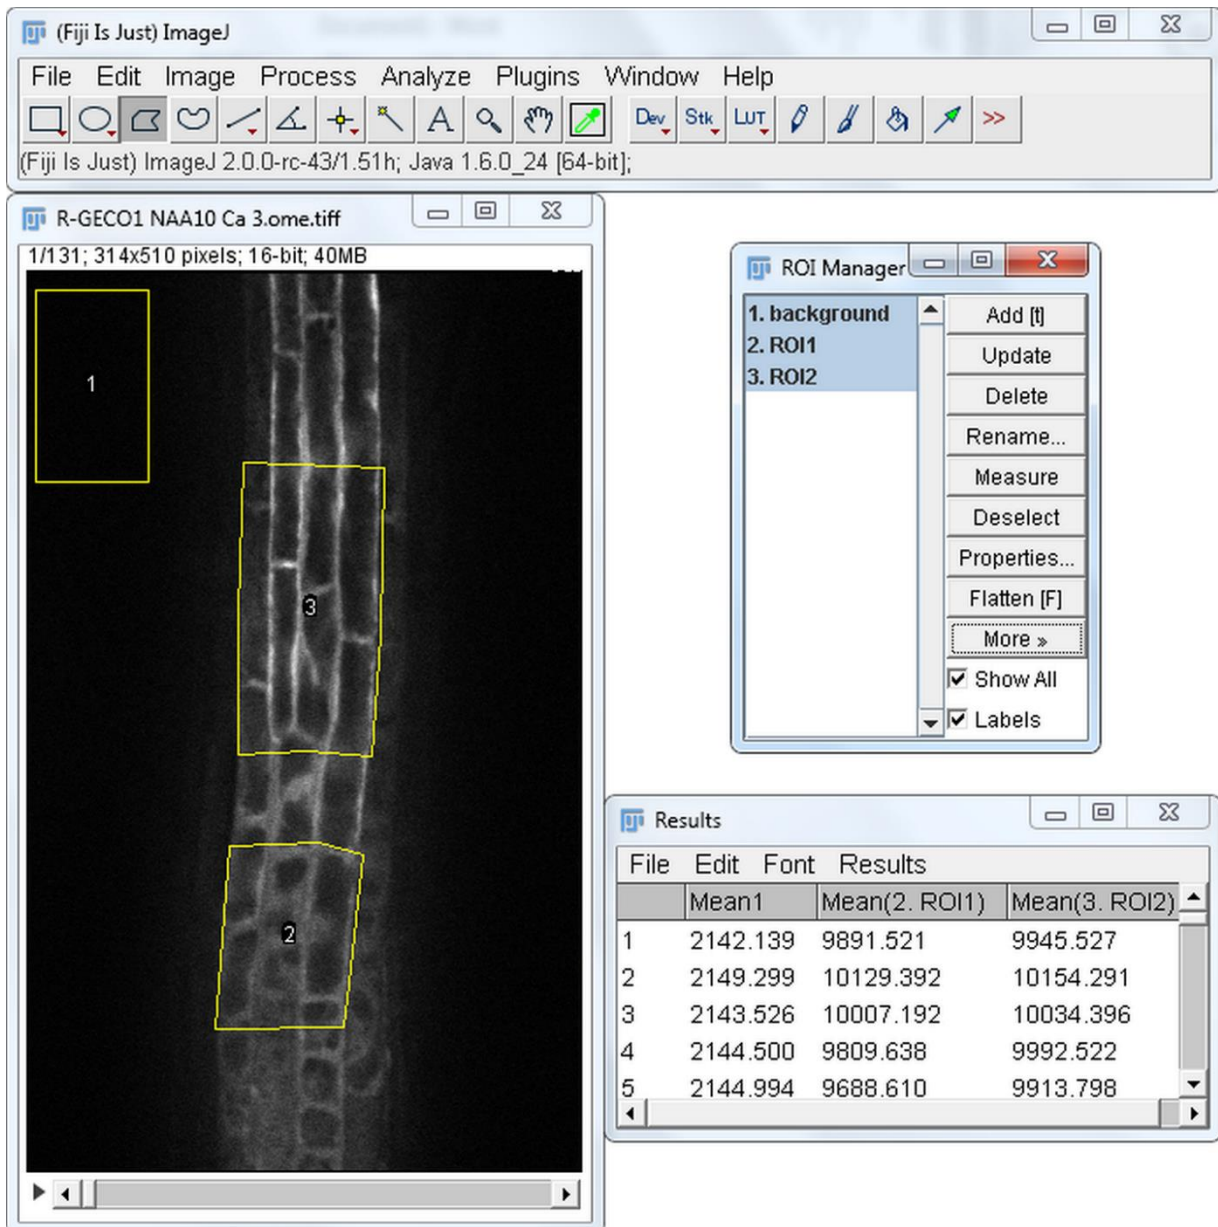 (Fiji Is Just) ImageJ
File Edit Image Process Analyze Plugins Window Help
Dev Stk LUT >>
(Fiji Is Just) ImageJ 2.0.0-rc-43/1.51h; Java 1.6.0_24 [64-bit];
R-GECO1 NAA10 Ca 3.ome.tiff
1/131; 314x510 pixels; 16-bit; 40MB
1
3
2
ROI Manager
1. background
2. ROI1
3. ROI2
Add [t]
Update
Delete
Rename...
Measure
Deselect
Properties...
Flatten [F]
More »
Show All
Labels
Results
File Edit Font Results
Mean1 Mean(2. ROI1) Mean(3. ROI2)
1 2142.139 9891.521 9945.527
2 2149.299 10129.392 10154.291
3 2143.526 10007.192 10034.396
4 2144.500 9809.638 9992.522
5 2144.994 9688.610 9913.798